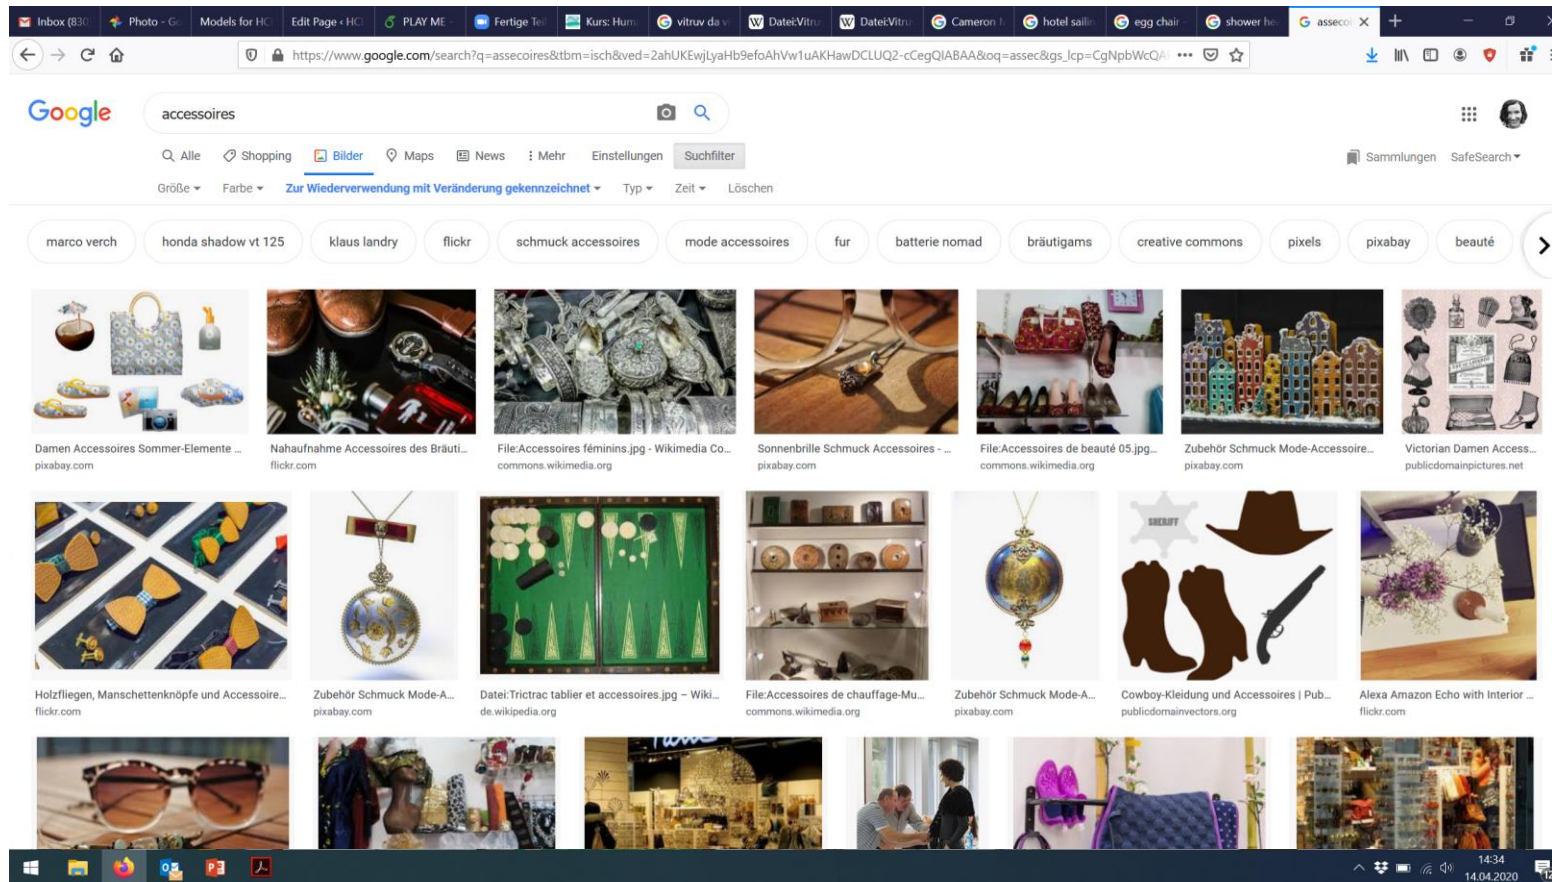 Inbox (830
Photo - Go
Models for HC
Edit Page ‹ HC
PLAY ME -
Fertige Teil
Kurs: Hum
vitruv da v
Datei:Vitru
Datei:Vitru
Cameron
hotel sailin
egg chair -
shower he
assecoi
https://www.google.com/search?q=assecoires&tbm=isch&ved=2ahUKEwjLyaHb9efoAhVw1uAKHawDCLUQ2-cCegQIABAA&oq=assec&gs_lcp=CgNpbWcQA
Google
accessoires
Alle Shopping Bilder Maps News Mehr Einstellungen Suchfilter
Sammlungen SafeSearch
Größe Farbe Zur Wiederverwendung mit Veränderung gekennzeichnet Typ Zeit Löschen
marco verch honda shadow vt 125 klaus landry flickr schmuck accessoires mode accessoires fur batterie nomad bräutigams creative commons pixels pixabay beauté
Damen Accessoires Sommer-Elemente ...
pixabay.com
Nahaufnahme Accessoires des Bräuti...
flickr.com
File:Accessoires féminins.jpg - Wikimedia Co...
commons.wikimedia.org
Sonnenbrille Schmuck Accessoires - ...
pixabay.com
File:Accessoires de beauté 05.jpg...
commons.wikimedia.org
Zubehör Schmuck Mode-Accessoire...
pixabay.com
Victorian Damen Access...
publicdomainpictures.net
SHERIFF
Holzfliegen, Manschettenknöpfe und Accessoire...
flickr.com
Zubehör Schmuck Mode-A...
pixabay.com
Datei:Trictrac tablier et accessoires.jpg – Wiki...
de.wikipedia.org
File:Accessoires de chauffage-Mu...
commons.wikimedia.org
Zubehör Schmuck Mode-A...
pixabay.com
Cowboy-Kleidung und Accessoires | Pub...
publicdomainvectors.org
Alexa Amazon Echo with Interior ...
flickr.com
14:34
14.04.2020